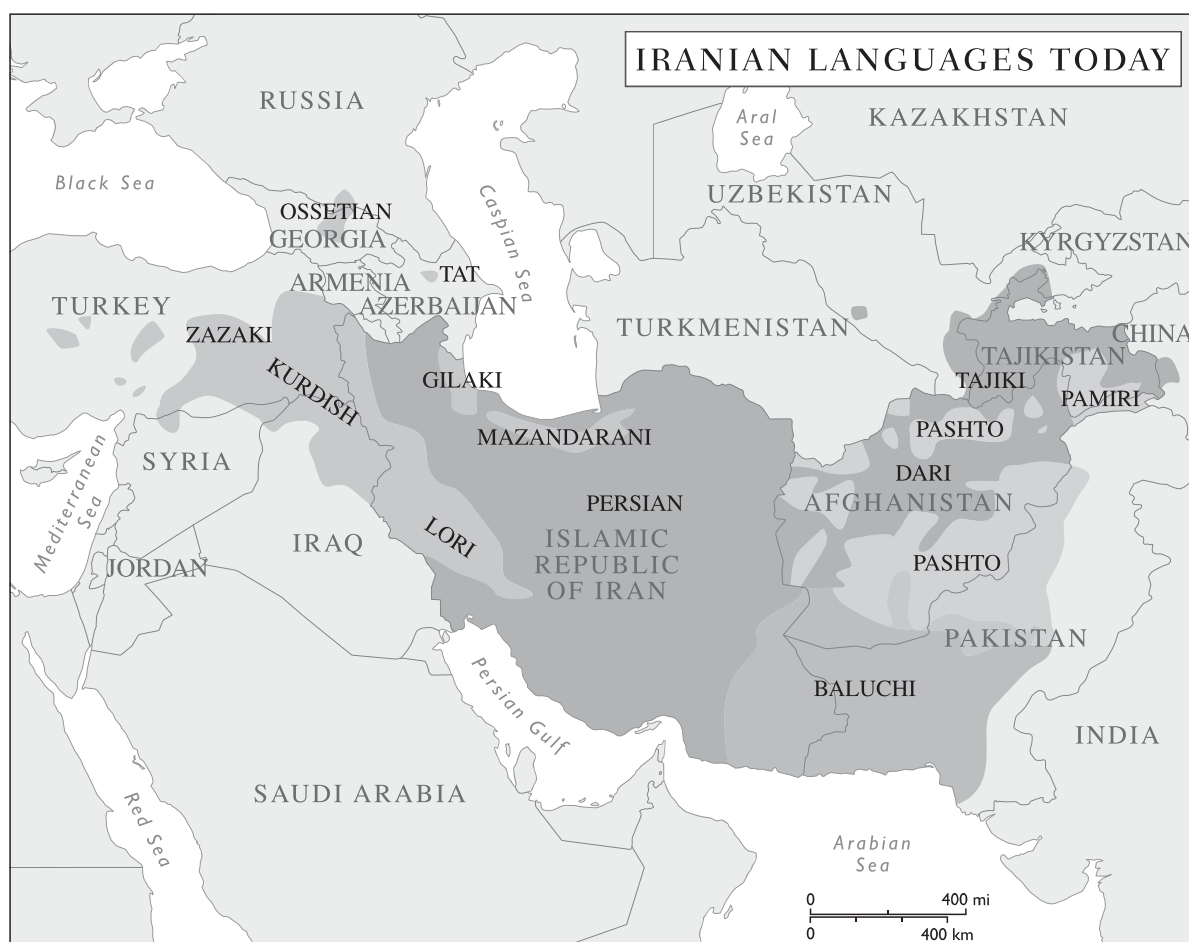 IRANIAN LANGUAGES TODAY
RUSSIA
KAZAKHSTAN
Aral
Sea
Black Sea
UZBEKISTAN
Caspian Sea
OSSETIAN
GEORGIA
KYRGYZSTAN
TAT
ARMENIA
AZERBAIJAN
TURKEY
TURKMENISTAN
ZAZAKI
CHINA
TAJIKISTAN
KURDISH
GILAKI
TAJIKI
PAMIRI
MAZANDARANI
PASHTO
Mediterranean
Sea
SYRIA
DARI
PERSIAN
AFGHANISTAN
LORI
IRAQ
ISLAMIC
REPUBLIC
OF IRAN
JORDAN
PASHTO
PAKISTAN
Persian Gulf
BALUCHI
INDIA
SAUDI ARABIA
Red Sea
Arabian
Sea
0 400 mi
0 400 km